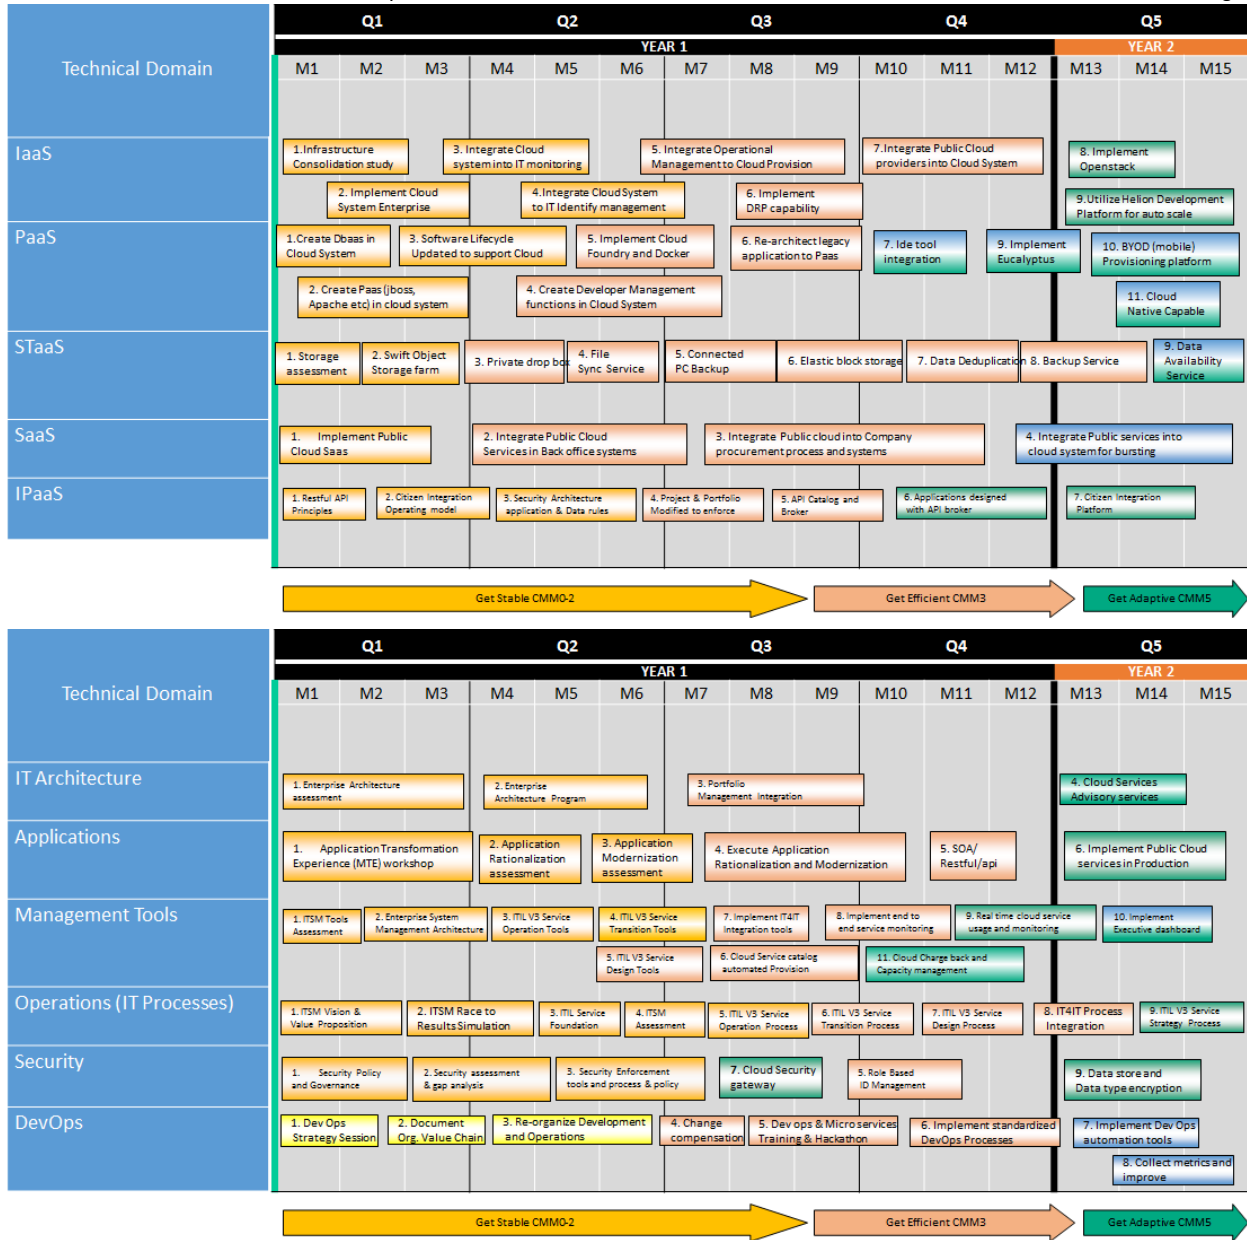 Q1 Q2 Q3 Q4 Q5
YEAR 1 YEAR 2
Technical Domain M1 M2 M3 M4 M5 M6 M7 M8 M9 M10 M11 M12 M13 M14 M15
IaaS
1.Infrastructure
Consolidation study
3. Integrate Cloud
system into IT monitoring
5. Integrate Operational
Management to Cloud Provision
7.Integrate Public Cloud
providers into Cloud System
8. Implement
Openstack
2. Implement Cloud
System Enterprise
4.Integrate Cloud System
to IT Identify management
6. Implement
DRP capability
9.Utilize Helion Development
Platform for auto scale
PaaS
1.Create Dbaas in
Cloud System
3. Software Lifecycle
Updated to support Cloud
5. Implement Cloud
Foundry and Docker
6. Re-architect legacy
application to Paas
7. Ide tool
integration
9. Implement
Eucalyptus
10. BYOD (mobile)
Provisioning platform
2. Create Paas (jboss,
Apache etc) in cloud system
4. Create Developer Management
functions in Cloud System
11. Cloud
Native Capable
STaaS
1. Storage
assessment
2. Swift Object
Storage farm
3. Private drop box
4. File
Sync Service
5. Connected
PC Backup
6. Elastic block storage
7. Data Deduplication
8. Backup Service
9. Data
Availability
Service
SaaS
1. Implement Public
Cloud Saas
2. Integrate Public Cloud
Services in Back office systems
3. Integrate Public cloud into Company
procurement process and systems
4. Integrate Public services into
cloud system for bursting
IPaaS
1. Restful API
Principles
2. Citizen Integration
Operating model
3. Security Architecture
application & Data rules
4. Project & Portfolio
Modified to enforce
5. API Catalog and
Broker
6. Applications designed
with API broker
7. Citizen Integration
Platform
Get Stable CMM0-2
Get Efficient CMM3
Get Adaptive CMM5
Q1 Q2 Q3 Q4 Q5
YEAR 1 YEAR 2
Technical Domain M1 M2 M3 M4 M5 M6 M7 M8 M9 M10 M11 M12 M13 M14 M15
IT Architecture
1. Enterprise Architecture
assessment
2. Enterprise
Architecture Program
3. Portfolio
Management Integration
4. Cloud Services
Advisory services
Applications
1. Application Transformation
Experience (MTE) workshop
2. Application
Rationalization
assessment
3. Application
Modernization
assessment
4. Execute Application
Rationalization and Modernization
5. SOA/
Restful/api
6. Implement Public Cloud
services in Production
Management Tools
1. ITSM Tools
Assessment
2. Enterprise System
Management Architecture
3. ITIL V3 Service
Operation Tools
4. ITIL V3 Service
Transition Tools
7. Implement IT4IT
Integration tools
8. Implement end to
end service monitoring
9. Real time cloud service
usage and monitoring
10. Implement
Executive dashboard
5. ITIL V3 Service
Design Tools
6. Cloud Service catalog
automated Provision
11. Cloud Charge back and
Capacity management
Operations (IT Processes)
1. ITSM Vision &
Value Proposition
2. ITSM Race to
Results Simulation
3. ITIL Service
Foundation
4. ITSM
Assessment
5. ITIL V3 Service
Operation Process
6. ITIL V3 Service
Transition Process
7. ITIL V3 Service
Design Process
8. IT4IT Process
Integration
9. ITIL V3 Service
Strategy Process
Security
1. Security Policy
and Governance
2. Security assessment
& gap analysis
3. Security Enforcement
tools and process & policy
7. Cloud Security
gateway
5. Role Based
ID Management
9. Data store and
Data type encryption
DevOps
1. Dev Ops
Strategy Session
2. Document
Org. Value Chain
3. Re-organize Development
and Operations
4. Change
compensation
5. Dev ops & Micro services
Training & Hackathon
6. Implement standardized
DevOps Processes
7. Implement Dev Ops
automation tools
8. Collect metrics and
improve
Get Stable CMM0-2
Get Efficient CMM3
Get Adaptive CMM5